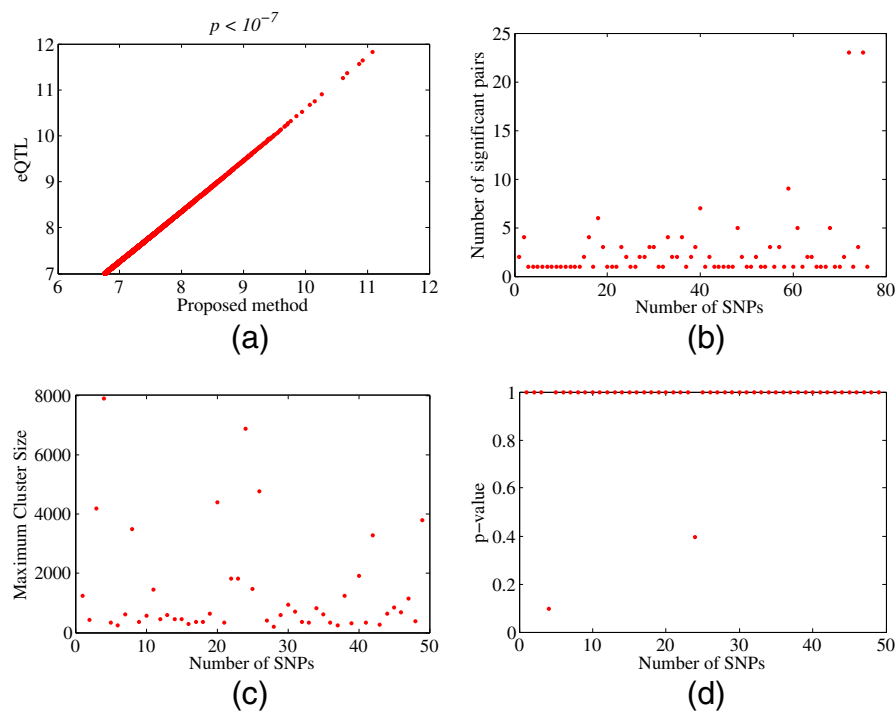 p < 10⁻⁷
12
11
10
9
8
7
eQTL
6 7 8 9 10 11 12
Proposed method
(a)
25
20
15
10
5
0
Number of significant pairs
0 20 40 60 80
Number of SNPs
(b)
8000
6000
4000
2000
0
Maximum Cluster Size
0 10 20 30 40 50
Number of SNPs
(c)
1
0.8
0.6
0.4
0.2
0
p−value
0 10 20 30 40 50
Number of SNPs
(d)